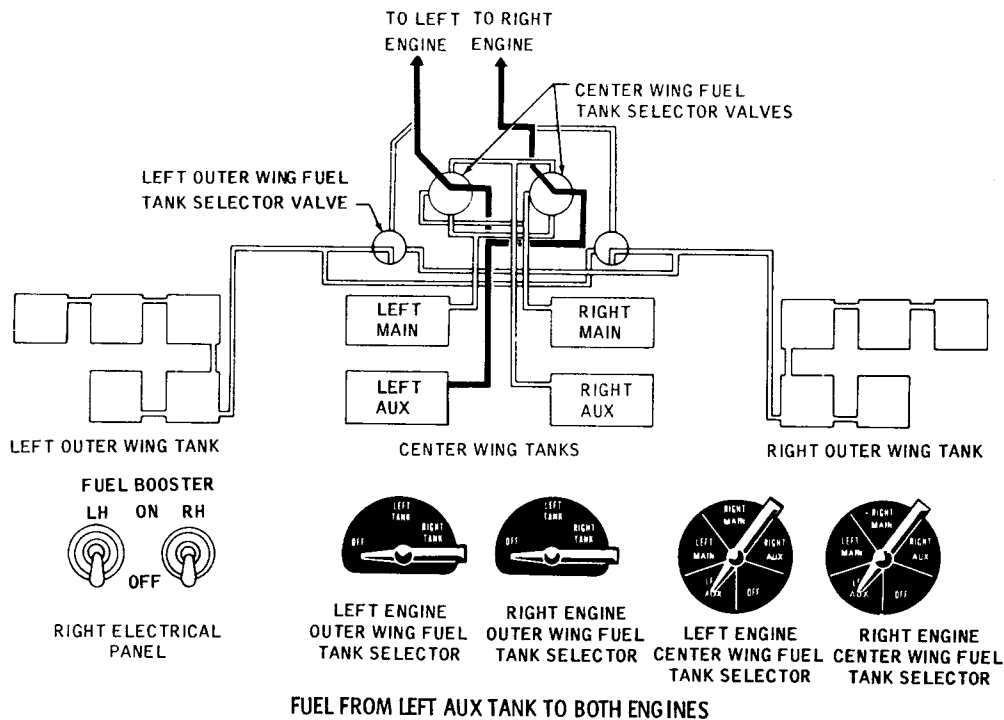 TO LEFT ENGINE
TO RIGHT ENGINE
CENTER WING FUEL
TANK SELECTOR VALVES
LEFT OUTER WING FUEL
TANK SELECTOR VALVE
LEFT
MAIN
RIGHT
MAIN
LEFT
AUX
RIGHT
AUX
LEFT OUTER WING TANK
CENTER WING TANKS
RIGHT OUTER WING TANK
FUEL BOOSTER
LH ON RH
OFF
RIGHT ELECTRICAL
PANEL
OFF
LEFT
TANK
RIGHT
TANK
LEFT ENGINE
OUTER WING FUEL
TANK SELECTOR
OFF
LEFT
TANK
RIGHT
TANK
RIGHT ENGINE
OUTER WING FUEL
TANK SELECTOR
RIGHT
MAIN
LEFT
MAIN
RIGHT
AUX
AUX
OFF
LEFT ENGINE
CENTER WING FUEL
TANK SELECTOR
RIGHT
MAIN
LEFT
MAIN
RIGHT
AUX
AUX
OFF
RIGHT ENGINE
CENTER WING FUEL
TANK SELECTOR
FUEL FROM LEFT AUX TANK TO BOTH ENGINES